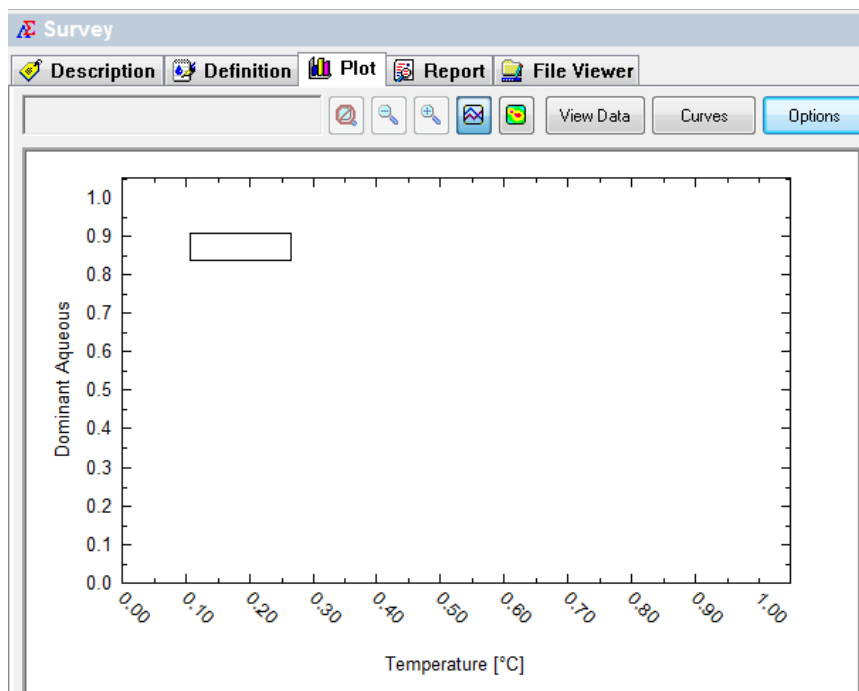 Survey
Description Definition Plot Report File Viewer
View Data Curves Options
1.0
0.9
0.8
0.7
0.6
0.5
0.4
0.3
0.2
0.1
0.0
Dominant Aqueous
0.00 0.10 0.20 0.30 0.40 0.50 0.60 0.70 0.80 0.90 1.00
Temperature [°C]